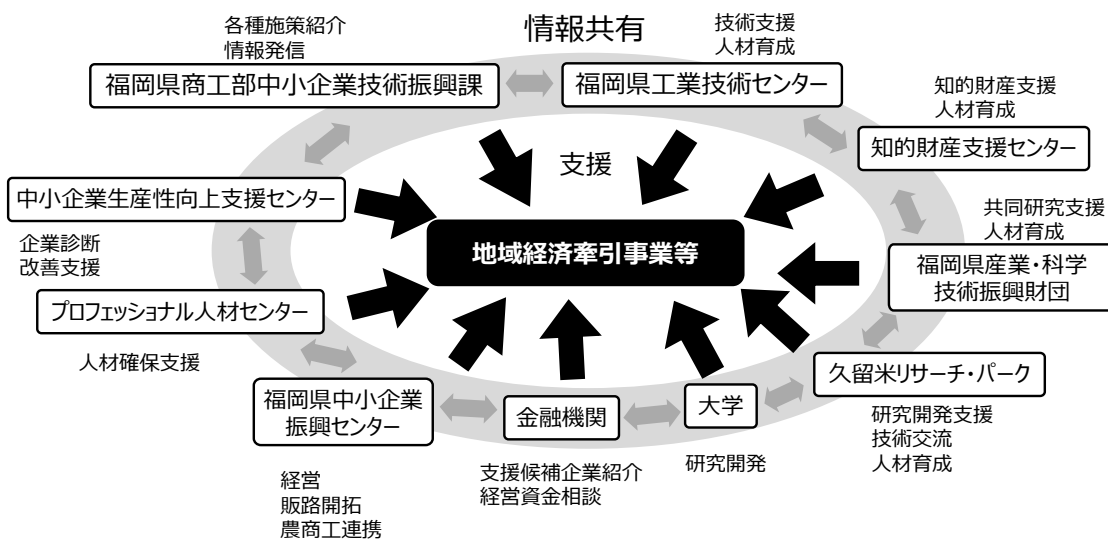 各種施策紹介
情報発信
情報共有
技術支援
人材育成
福岡県商工部中小企業技術振興課
福岡県工業技術センター
知的財産支援
人材育成
知的財産支援センター
支援
中小企業生産性向上支援センター
企業診断
改善支援
地域経済牽引事業等
共同研究支援
人材育成
福岡県産業・科学
技術振興財団
プロフェッショナル人材センター
人材確保支援
久留米リサーチ・パーク
研究開発支援
技術交流
人材育成
福岡県中小企業
振興センター
経営
販路開拓
農商工連携
金融機関
支援候補企業紹介
経営資金相談
大学
研究開発